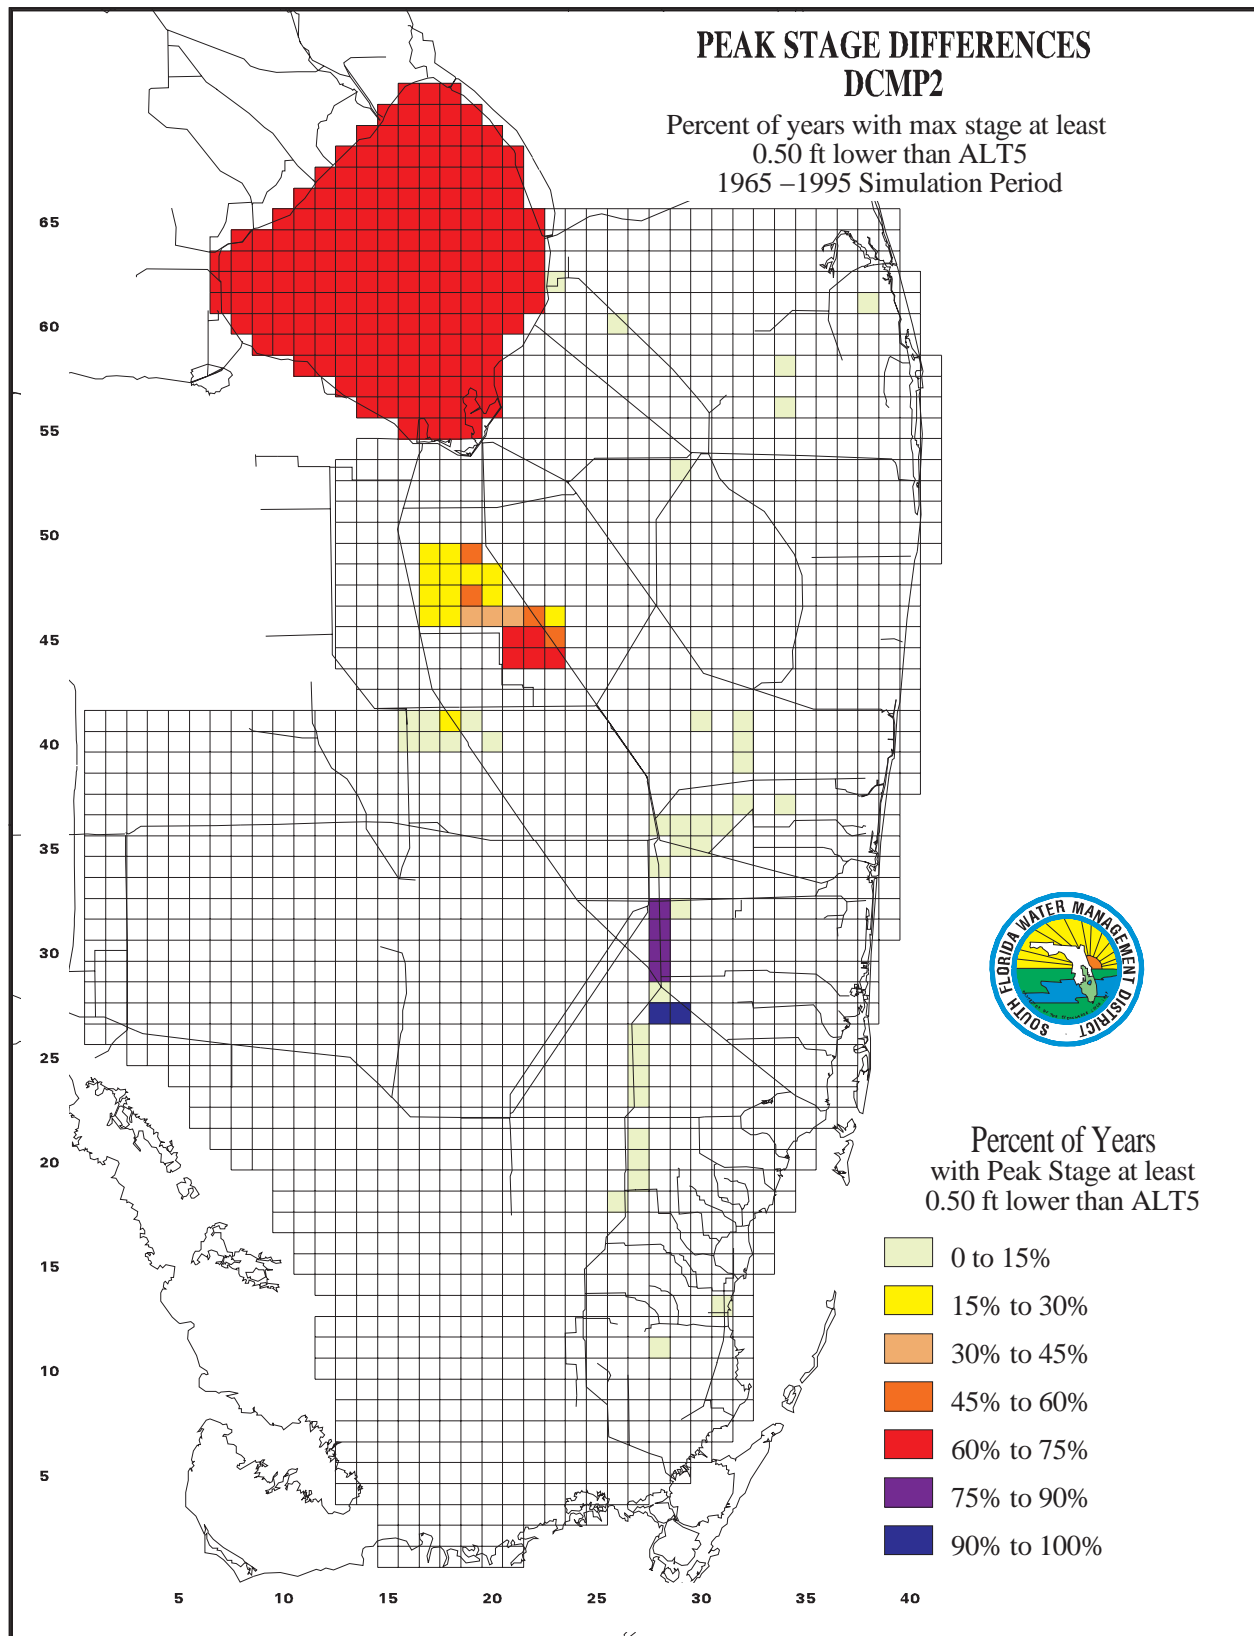 PEAK STAGE DIFFERENCES
DCMP2
Percent of years with max stage at least
0.50 ft lower than ALT5
1965 –1995 Simulation Period
65
60
55
50
45
40
35
30
25
20
15
10
5
5 10 15 20 25 30 35 40
SOUTH FLORIDA WATER MANAGEMENT DISTRICT
Percent of Years
with Peak Stage at least
0.50 ft lower than ALT5
0 to 15%
15% to 30%
30% to 45%
45% to 60%
60% to 75%
75% to 90%
90% to 100%